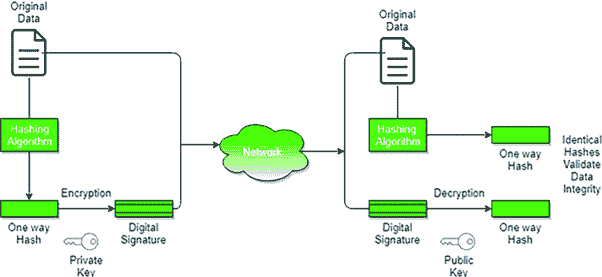 Original
Data
Hashing
Algorithm
Encryption
One way
Hash
Digital
Signature
Private
Key
Network
Original
Data
Hashing
Algorithm
One way
Hash
Identical
Hashes
Validate
Data
Integrity
Decryption
Digital
Signature
Public
Key
One way
Hash